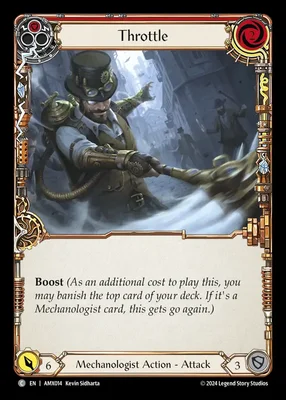 Throttle
Boost (As an additional cost to play this, you
may banish the top card of your deck. If it's a
Mechanologist card, this gets go again.)
6 Mechanologist Action - Attack 3
C EN | AMX014 Kevin Sidharta © 2024 Legend Story Studios